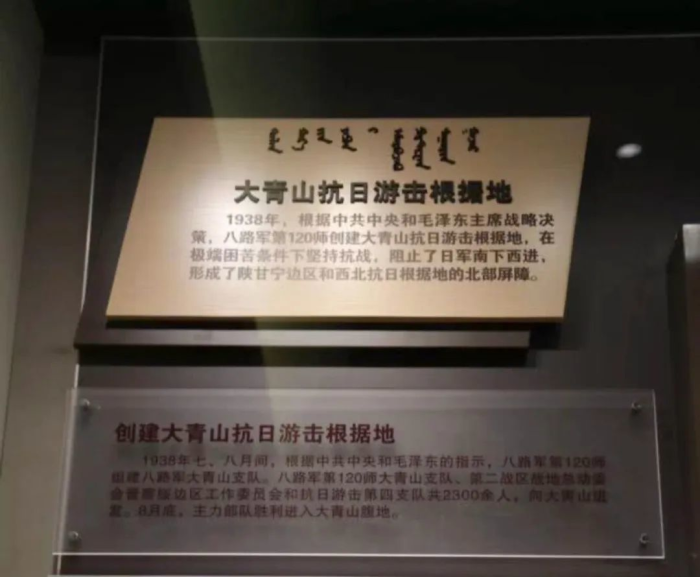 大青山抗日游击根据地
1938年，根据中共中央和毛泽东主席战略决
策，八路军第120师创建大青山抗日游击根据地，在
极端困苦条件下坚持抗战，阻止了日军南下西进，
形成了陕甘宁边区和西北抗日根据地的北部屏障。
创建大青山抗日游击根据地
1938年七、八月间，根据中共中央和毛泽东的指示，八路军第120师
组建八路军大青山支队。八路军第120师大青山支队、第二战区战地总动委
会晋察绥边区工作委员会和抗日游击第四支队共2300余人，向大青山进
发。8月底，主力部队胜利进入大青山腹地。